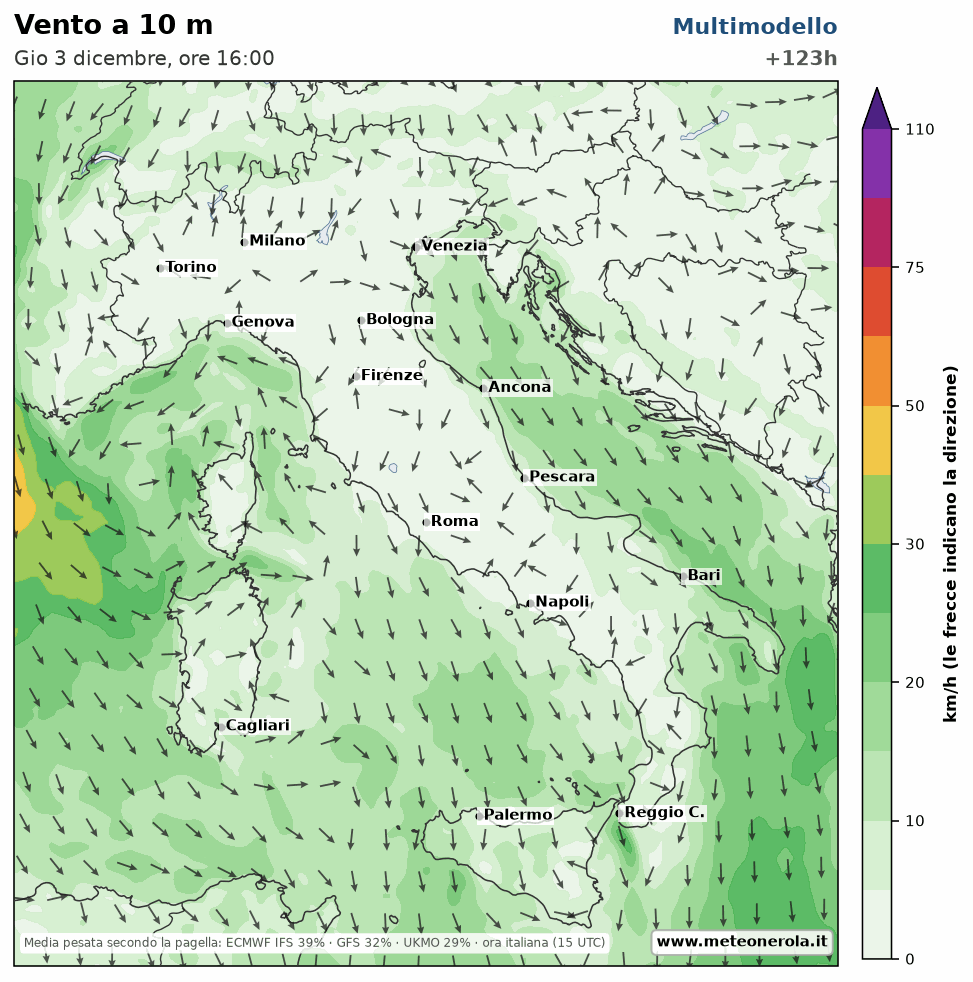 Vento a 10 m
Multimodello
Gio 3 dicembre, ore 16:00
+123h
110
75
50
30
20
10
0
km/h (le frecce indicano la direzione)
Milano
Venezia
Torino
Genova
Bologna
Firenze
Ancona
Pescara
Roma
Bari
Napoli
Cagliari
Palermo
Reggio C.
Media pesata secondo la pagella: ECMWF IFS 39% · GFS 32% · UKMO 29% · ora italiana (15 UTC)
www.meteonerola.it